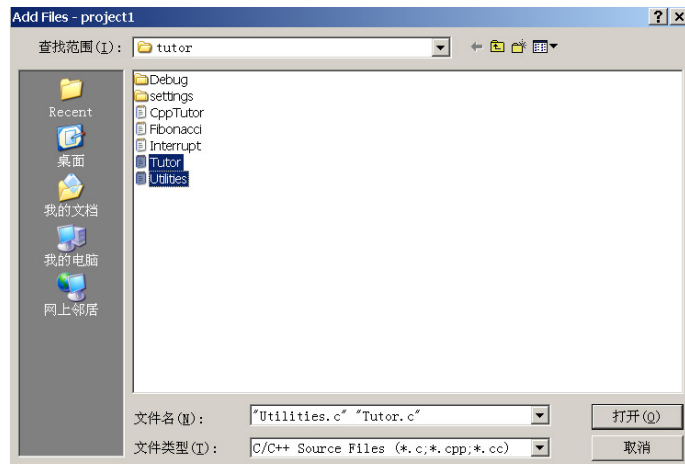 Add Files - project1
查找范围(I):
tutor
Recent
桌面
我的文档
我的电脑
网上邻居
Debug
settings
CppTutor
Fibonacci
Interrupt
Tutor
Utilities
文件名(N):
"Utilities.c" "Tutor.c"
打开(O)
文件类型(T):
C/C++ Source Files (*.c;*.cpp;*.cc)
取消